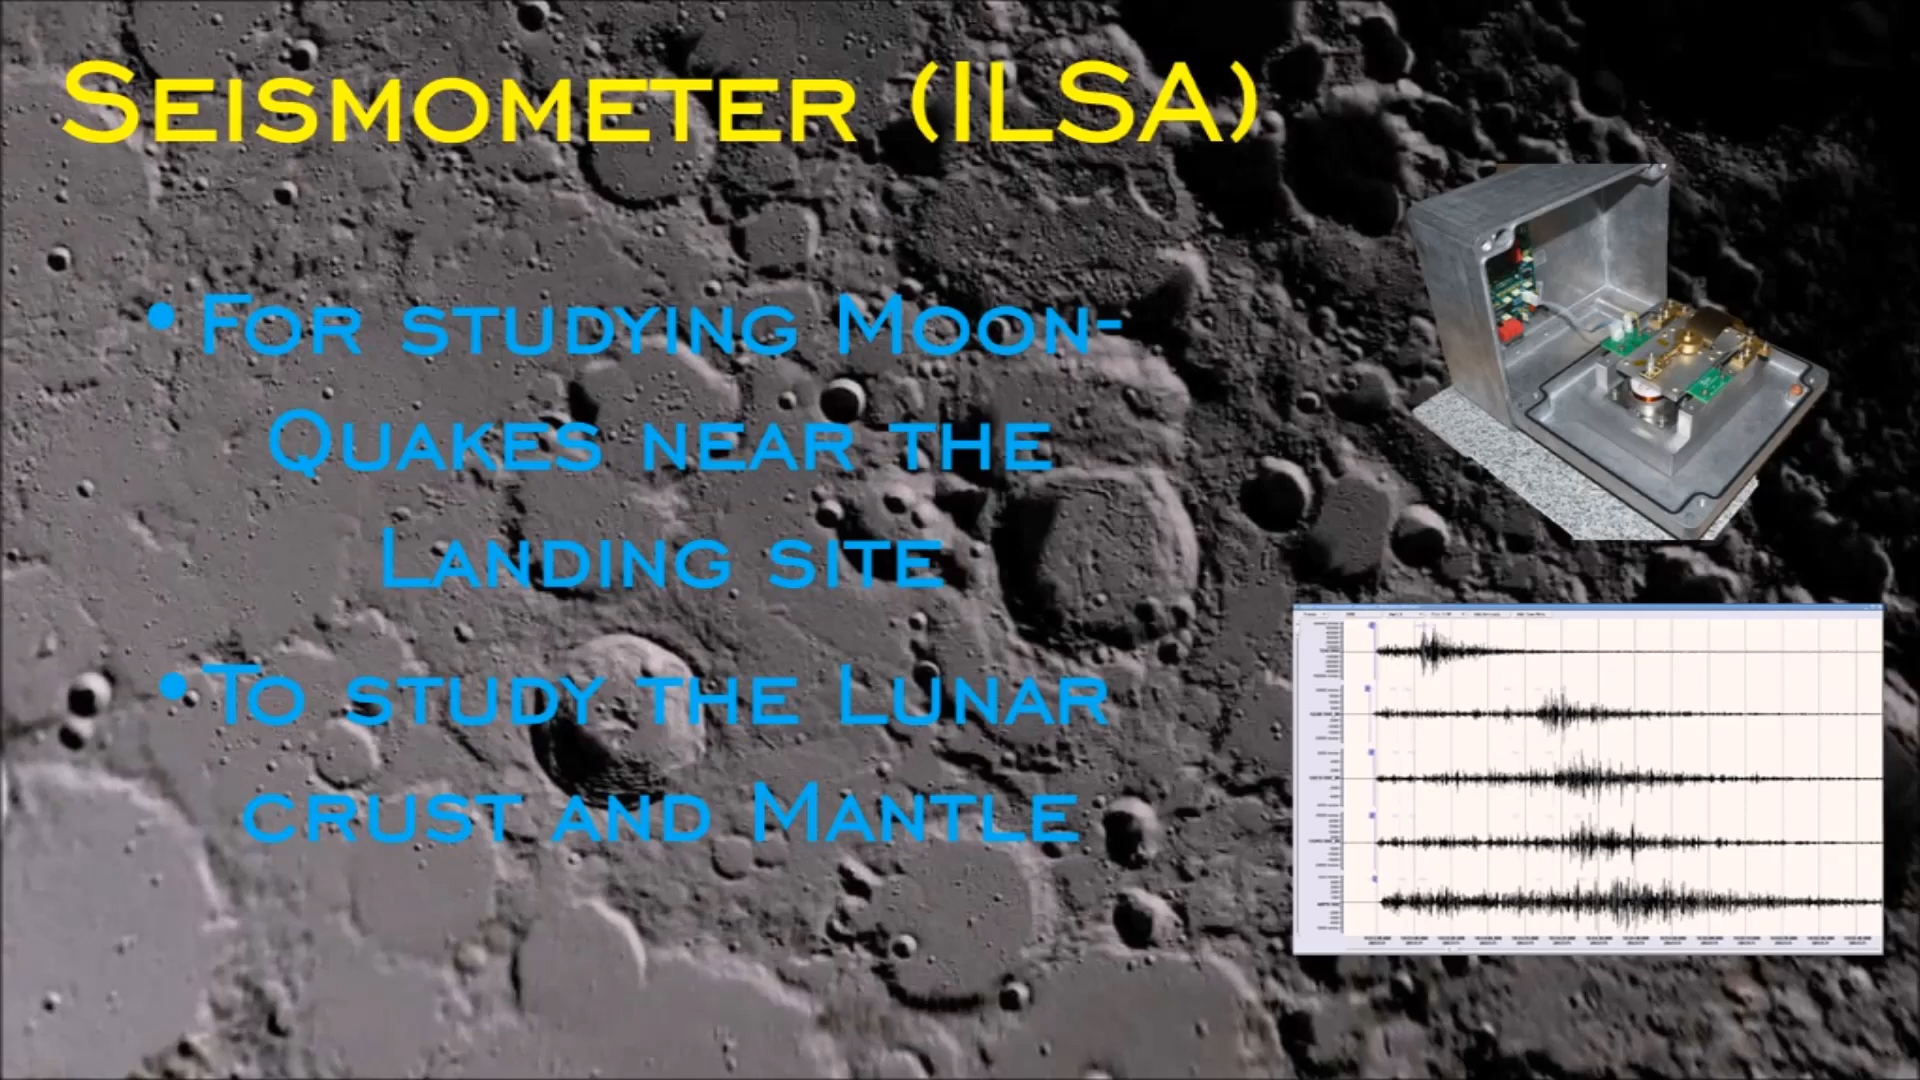 Seismometer (ILSA)
• For studying Moon-
Quakes near the
Landing site
• To study the Lunar
crust and Mantle